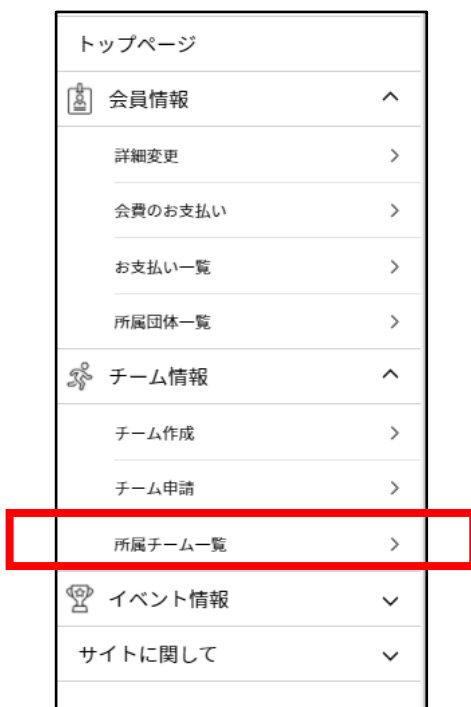 トップページ
会員情報
詳細変更
会費のお支払い
お支払い一覧
所属団体一覧
チーム情報
チーム作成
チーム申請
所属チーム一覧
イベント情報
サイトに関して